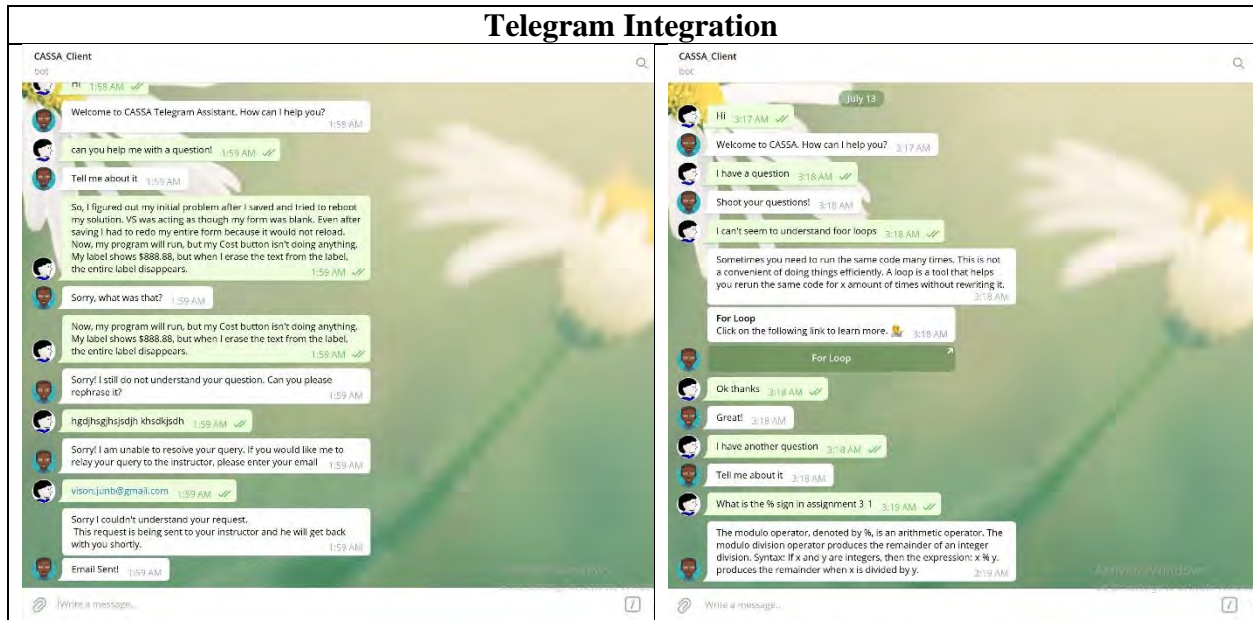 Telegram Integration
CASSA_Client
bot
Hi 1:58 AM
Welcome to CASSA Telegram Assistant. How can I help you?
1:59 AM
can you help me with a question! 1:59 AM
Tell me about it 1:59 AM
So, I figured out my initial problem after I saved and tried to reboot
my solution. VS was acting as though my form was blank. Even after
saving I had to redo my entire form because it would not reload.
Now, my program will run, but my Cost button isn't doing anything.
My label shows $888.88, but when I erase the text from the label,
the entire label disappears. 1:59 AM
Sorry, what was that? 1:59 AM
Now, my program will run, but my Cost button isn't doing anything.
My label shows $888.88, but when I erase the text from the label,
the entire label disappears. 1:59 AM
Sorry! I still do not understand your question. Can you please
rephrase it? 1:59 AM
hgdjhsgjhsjsdjh khsdkjsdh 1:59 AM
Sorry! I am unable to resolve your query. If you would like me to
relay your query to the instructor, please enter your email 1:59 AM
vison.junb@gmail.com 1:59 AM
Sorry I couldn't understand your request.
This request is being sent to your instructor and he will get back
with you shortly. 1:59 AM
Email Sent! 1:59 AM
Write a message...
CASSA_Client
bot
July 13
Hi 3:17 AM
Welcome to CASSA. How can I help you? 3:17 AM
I have a question 3:18 AM
Shoot your questions! 3:18 AM
I can't seem to understand foor loops 3:18 AM
Sometimes you need to run the same code many times. This is not
a convenient of doing things efficiently. A loop is a tool that helps
you rerun the same code for x amount of times without rewriting it.
3:18 AM
For Loop
Click on the following link to learn more. 3:18 AM
For Loop
Ok thanks 3:18 AM
Great! 3:18 AM
I have another question 3:18 AM
Tell me about it 3:18 AM
What is the % sign in assignment 3 1 3:19 AM
The modulo operator, denoted by %, is an arithmetic operator. The
modulo division operator produces the remainder of an integer
division. Syntax: If x and y are integers, then the expression: x % y.
produces the remainder when x is divided by y. 3:19 AM
Activate Windows
Write a message...